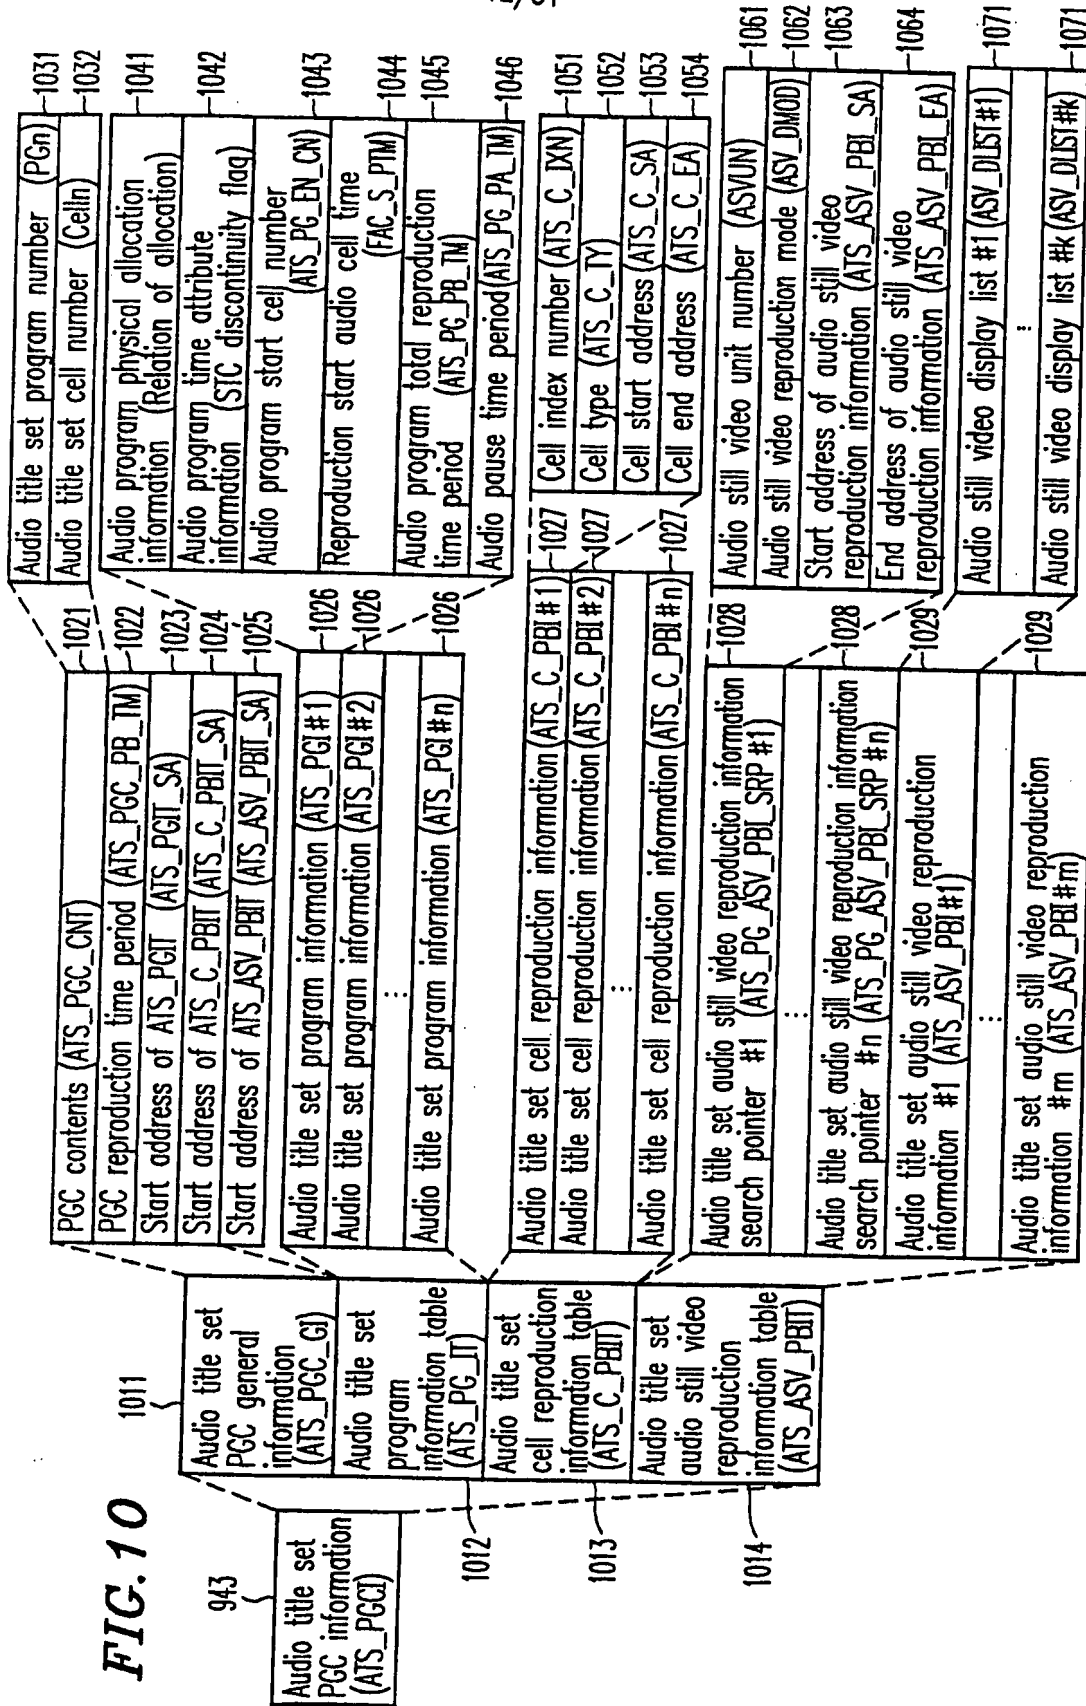 FIG.10
943
Audio title set
PGC information
(ATS_PGCI)
1011
Audio title set
PGC general
information
(ATS_PGC_GI)
Audio title set
program
information table
(ATS_PG_IT)
Audio title set
cell reproduction
information table
(ATS_C_PBIT)
Audio title set
audio still video
reproduction
information table
(ATS_ASV_PBIT)
1012
1013
1014
PGC contents (ATS_PGC_CNT)
PGC reproduction time period (ATS_PGC_PB_TM)
Start address of ATS_PGIT (ATS_PGIT_SA)
Start address of ATS_C_PBIT (ATS_C_PBIT_SA)
Start address of ATS_ASV_PBIT (ATS_ASV_PBIT_SA)
1021
1022
1023
1024
1025
Audio title set program information (ATS_PGI#1)
Audio title set program information (ATS_PGI#2)
...
Audio title set program information (ATS_PGI#n)
1026
1026
1026
Audio title set cell reproduction information (ATS_C_PBI#1)
Audio title set cell reproduction information (ATS_C_PBI#2)
...
Audio title set cell reproduction information (ATS_C_PBI#n)
1027
1027
1027
Audio title set audio still video reproduction information
search pointer #1 (ATS_PG_ASV_PBI_SRP#1)
...
Audio title set audio still video reproduction information
search pointer #n (ATS_PG_ASV_PBI_SRP#n)
Audio title set audio still video reproduction
information #1 (ATS_ASV_PBI#1)
...
Audio title set audio still video reproduction
information #m (ATS_ASV_PBI#m)
1028
1028
1029
1029
Audio title set program number (PGn)
Audio title set cell number (Celln)
1031
1032
Audio program physical allocation
information (Relation of allocation)
Audio program time attribute
information (STC discontinuity flag)
Audio program start cell number
(ATS_PG_EN_CN)
Reproduction start audio cell time
(FAC_S_PTM)
Audio program total reproduction
time period (ATS_PG_PB_TM)
Audio pause time period(ATS_PG_PA_TM)
1041
1042
1043
1044
1045
1046
Cell index number (ATS_C_IXN)
Cell type (ATS_C_TY)
Cell start address (ATS_C_SA)
Cell end address (ATS_C_EA)
1051
1052
1053
1054
Audio still video unit number (ASVUN)
Audio still video reproduction mode (ASV_DMOD)
Start address of audio still video
reproduction information (ATS_ASV_PBI_SA)
End address of audio still video
reproduction information (ATS_ASV_PBI_EA)
1061
1062
1063
1064
Audio still video display list #1 (ASV_DLIST#1)
...
Audio still video display list #k (ASV_DLIST#k)
1071
1071